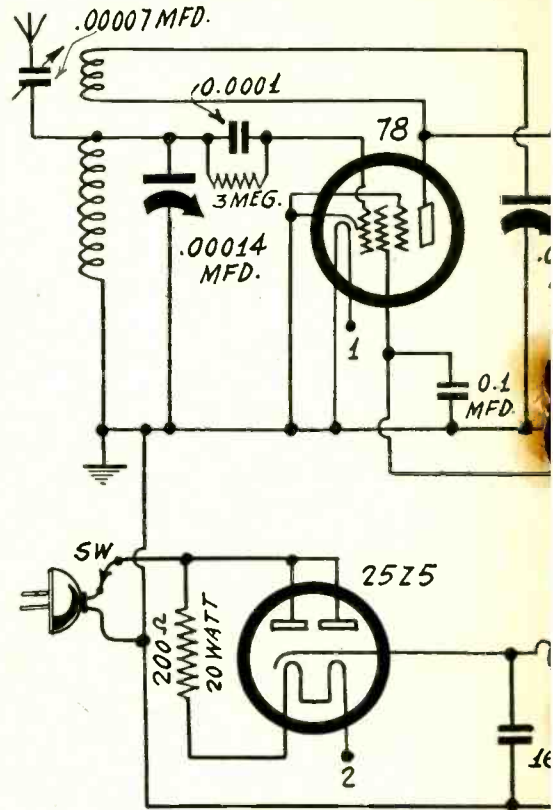 .00007 MFD.
0.0001
78
3 MEG.
.00014
MFD.
1
0.1
MFD.
SW
25Z5
200Ω
20 WATT
2